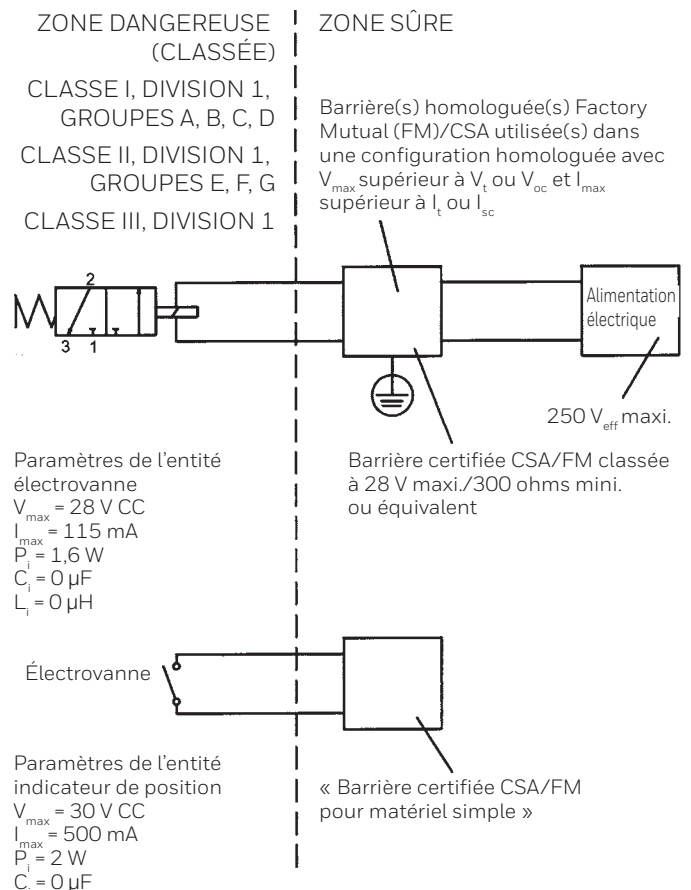 ZONE DANGEREUSE
(CLASSÉE)
CLASSE I, DIVISION 1,
GROUPES A, B, C, D
CLASSE II, DIVISION 1,
GROUPES E, F, G
CLASSE III, DIVISION 1
ZONE SÛRE
Barrière(s) homologuée(s) Factory
Mutual (FM)/CSA utilisée(s) dans
une configuration homologuée avec
Vmax supérieur à Vt ou Voc et Imax
supérieur à It ou Isc
2
3 1
Alimentation
électrique
250 Veff maxi.
Paramètres de l'entité
électrovanne
Vmax = 28 V CC
Imax = 115 mA
Pi = 1,6 W
Ci = 0 µF
Li = 0 µH
Barrière certifiée CSA/FM classée
à 28 V maxi./300 ohms mini.
ou équivalent
Électrovanne
Paramètres de l'entité
indicateur de position
Vmax = 30 V CC
Imax = 500 mA
Pi = 2 W
Ci = 0 µF
« Barrière certifiée CSA/FM
pour matériel simple »